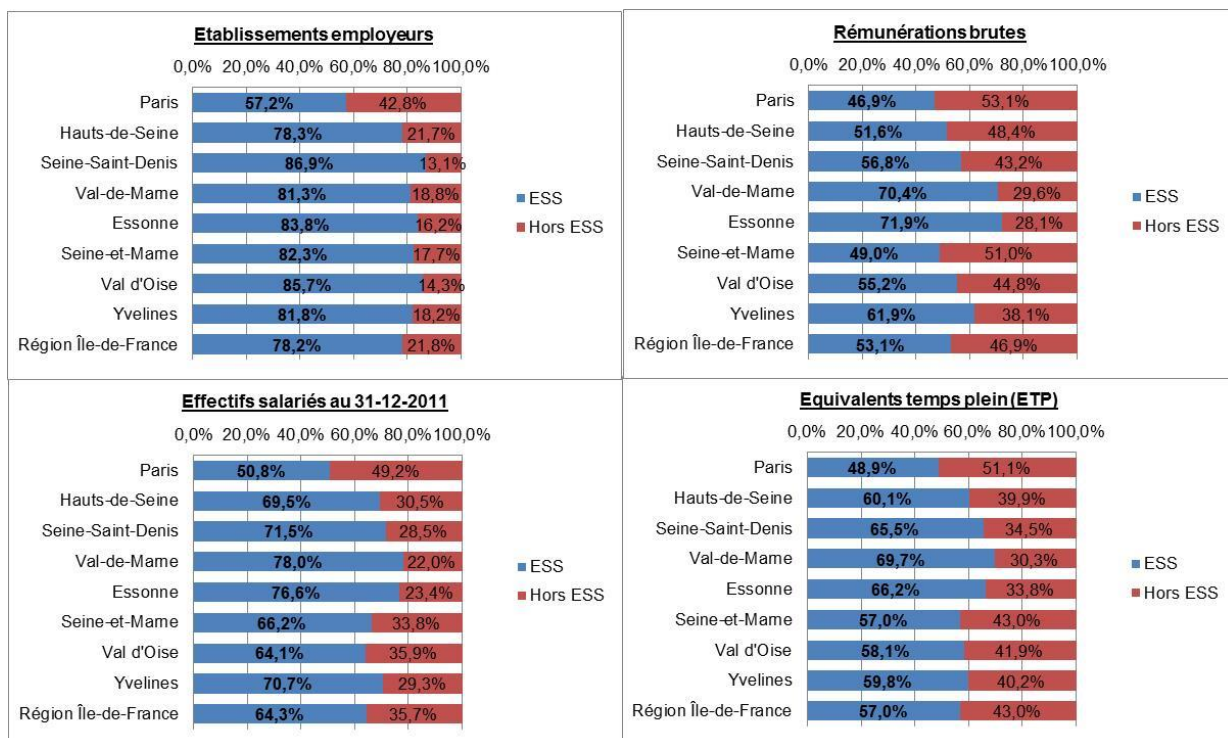 Etablissements employeurs
0,0% 20,0% 40,0% 60,0% 80,0% 100,0%
Paris 57,2% 42,8%
Hauts-de-Seine 78,3% 21,7%
Seine-Saint-Denis 86,9% 13,1%
Val-de-Marne 81,3% 18,8%
Essonne 83,8% 16,2%
Seine-et-Marne 82,3% 17,7%
Val d'Oise 85,7% 14,3%
Yvelines 81,8% 18,2%
Région Île-de-France 78,2% 21,8%
ESS
Hors ESS
Rémunérations brutes
0,0% 20,0% 40,0% 60,0% 80,0% 100,0%
Paris 46,9% 53,1%
Hauts-de-Seine 51,6% 48,4%
Seine-Saint-Denis 56,8% 43,2%
Val-de-Marne 70,4% 29,6%
Essonne 71,9% 28,1%
Seine-et-Marne 49,0% 51,0%
Val d'Oise 55,2% 44,8%
Yvelines 61,9% 38,1%
Région Île-de-France 53,1% 46,9%
ESS
Hors ESS
Effectifs salariés au 31-12-2011
0,0% 20,0% 40,0% 60,0% 80,0% 100,0%
Paris 50,8% 49,2%
Hauts-de-Seine 69,5% 30,5%
Seine-Saint-Denis 71,5% 28,5%
Val-de-Marne 78,0% 22,0%
Essonne 76,6% 23,4%
Seine-et-Marne 66,2% 33,8%
Val d'Oise 64,1% 35,9%
Yvelines 70,7% 29,3%
Région Île-de-France 64,3% 35,7%
ESS
Hors ESS
Equivalents temps plein (ETP)
0,0% 20,0% 40,0% 60,0% 80,0% 100,0%
Paris 48,9% 51,1%
Hauts-de-Seine 60,1% 39,9%
Seine-Saint-Denis 65,5% 34,5%
Val-de-Marne 69,7% 30,3%
Essonne 66,2% 33,8%
Seine-et-Marne 57,0% 43,0%
Val d'Oise 58,1% 41,9%
Yvelines 59,8% 40,2%
Région Île-de-France 57,0% 43,0%
ESS
Hors ESS